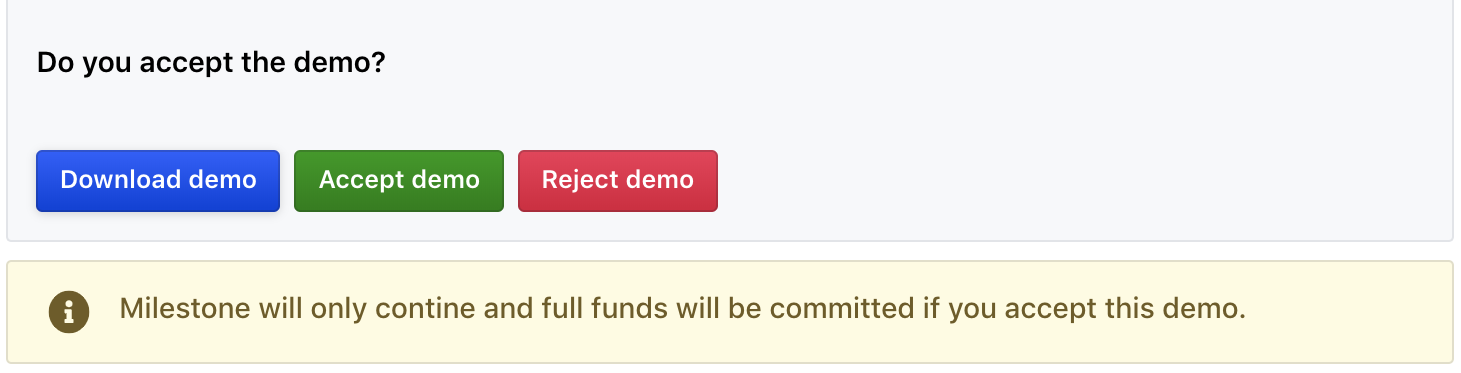 Do you accept the demo?
Download demo Accept demo Reject demo
Milestone will only contine and full funds will be committed if you accept this demo.